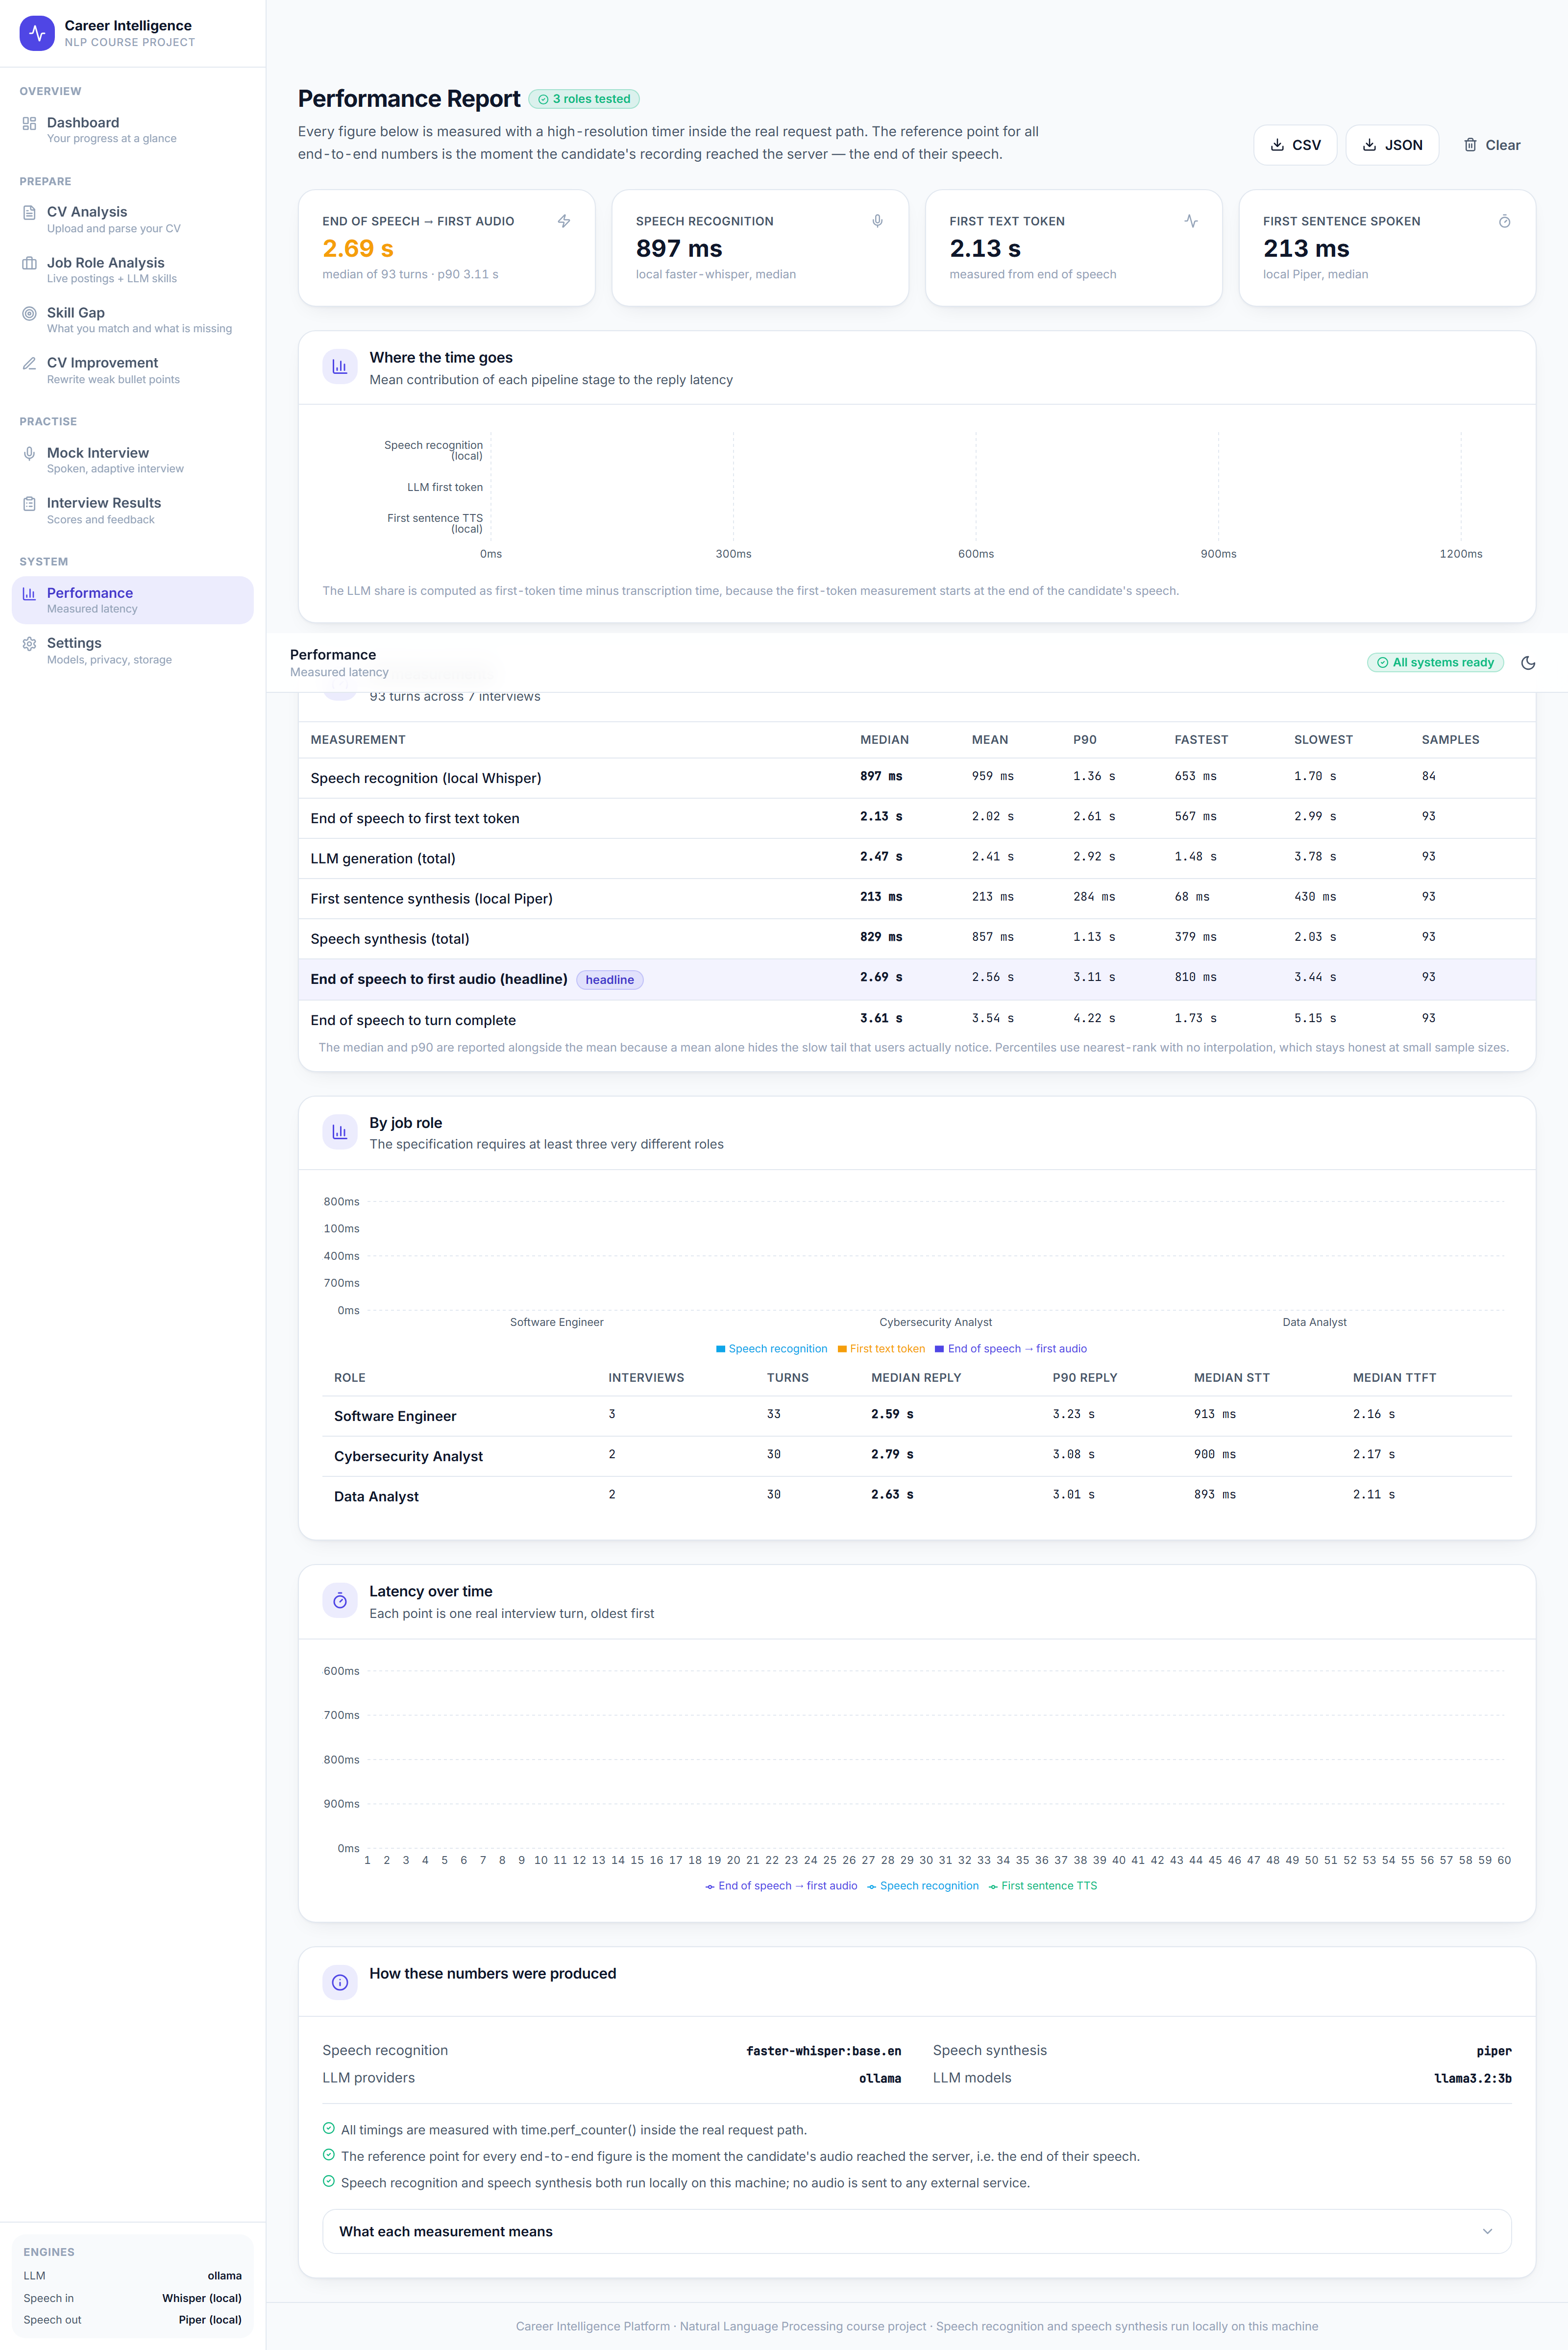 Career Intelligence
NLP COURSE PROJECT
OVERVIEW
Dashboard
Your progress at a glance
PREPARE
CV Analysis
Upload and parse your CV
Job Role Analysis
Live postings + LLM skills
Skill Gap
What you match and what is missing
CV Improvement
Rewrite weak bullet points
PRACTISE
Mock Interview
Spoken, adaptive interview
Interview Results
Scores and feedback
SYSTEM
Performance
Measured latency
Settings
Models, privacy, storage
ENGINES
LLM ollama
Speech in Whisper (local)
Speech out Piper (local)
Performance Report 3 roles tested
Every figure below is measured with a high-resolution timer inside the real request path. The reference point for all
end-to-end numbers is the moment the candidate's recording reached the server — the end of their speech.
CSV JSON Clear
END OF SPEECH → FIRST AUDIO
2.69 s
median of 93 turns · p90 3.11 s
SPEECH RECOGNITION
897 ms
local faster-whisper, median
FIRST TEXT TOKEN
2.13 s
measured from end of speech
FIRST SENTENCE SPOKEN
213 ms
local Piper, median
Where the time goes
Mean contribution of each pipeline stage to the reply latency
Speech recognition
(local)
LLM first token
First sentence TTS
(local)
0ms 300ms 600ms 900ms 1200ms
The LLM share is computed as first-token time minus transcription time, because the first-token measurement starts at the end of the candidate's speech.
Performance
Measured latency
All systems ready
93 turns across 7 interviews
MEASUREMENT MEDIAN MEAN P90 FASTEST SLOWEST SAMPLES
Speech recognition (local Whisper) 897 ms 959 ms 1.36 s 653 ms 1.70 s 84
End of speech to first text token 2.13 s 2.02 s 2.61 s 567 ms 2.99 s 93
LLM generation (total) 2.47 s 2.41 s 2.92 s 1.48 s 3.78 s 93
First sentence synthesis (local Piper) 213 ms 213 ms 284 ms 68 ms 430 ms 93
Speech synthesis (total) 829 ms 857 ms 1.13 s 379 ms 2.03 s 93
End of speech to first audio (headline) headline 2.69 s 2.56 s 3.11 s 810 ms 3.44 s 93
End of speech to turn complete 3.61 s 3.54 s 4.22 s 1.73 s 5.15 s 93
The median and p90 are reported alongside the mean because a mean alone hides the slow tail that users actually notice. Percentiles use nearest-rank with no interpolation, which stays honest at small sample sizes.
By job role
The specification requires at least three very different roles
800ms
100ms
400ms
700ms
0ms
Software Engineer Cybersecurity Analyst Data Analyst
Speech recognition First text token End of speech → first audio
ROLE INTERVIEWS TURNS MEDIAN REPLY P90 REPLY MEDIAN STT MEDIAN TTFT
Software Engineer 3 33 2.59 s 3.23 s 913 ms 2.16 s
Cybersecurity Analyst 2 30 2.79 s 3.08 s 900 ms 2.17 s
Data Analyst 2 30 2.63 s 3.01 s 893 ms 2.11 s
Latency over time
Each point is one real interview turn, oldest first
600ms
700ms
800ms
900ms
0ms
1 2 3 4 5 6 7 8 9 10 11 12 13 14 15 16 17 18 19 20 21 22 23 24 25 26 27 28 29 30 31 32 33 34 35 36 37 38 39 40 41 42 43 44 45 46 47 48 49 50 51 52 53 54 55 56 57 58 59 60
End of speech → first audio Speech recognition First sentence TTS
How these numbers were produced
Speech recognition faster-whisper:base.en Speech synthesis piper
LLM providers ollama LLM models llama3.2:3b
All timings are measured with time.perf_counter() inside the real request path.
The reference point for every end-to-end figure is the moment the candidate's audio reached the server, i.e. the end of their speech.
Speech recognition and speech synthesis both run locally on this machine; no audio is sent to any external service.
What each measurement means
Career Intelligence Platform · Natural Language Processing course project · Speech recognition and speech synthesis run locally on this machine